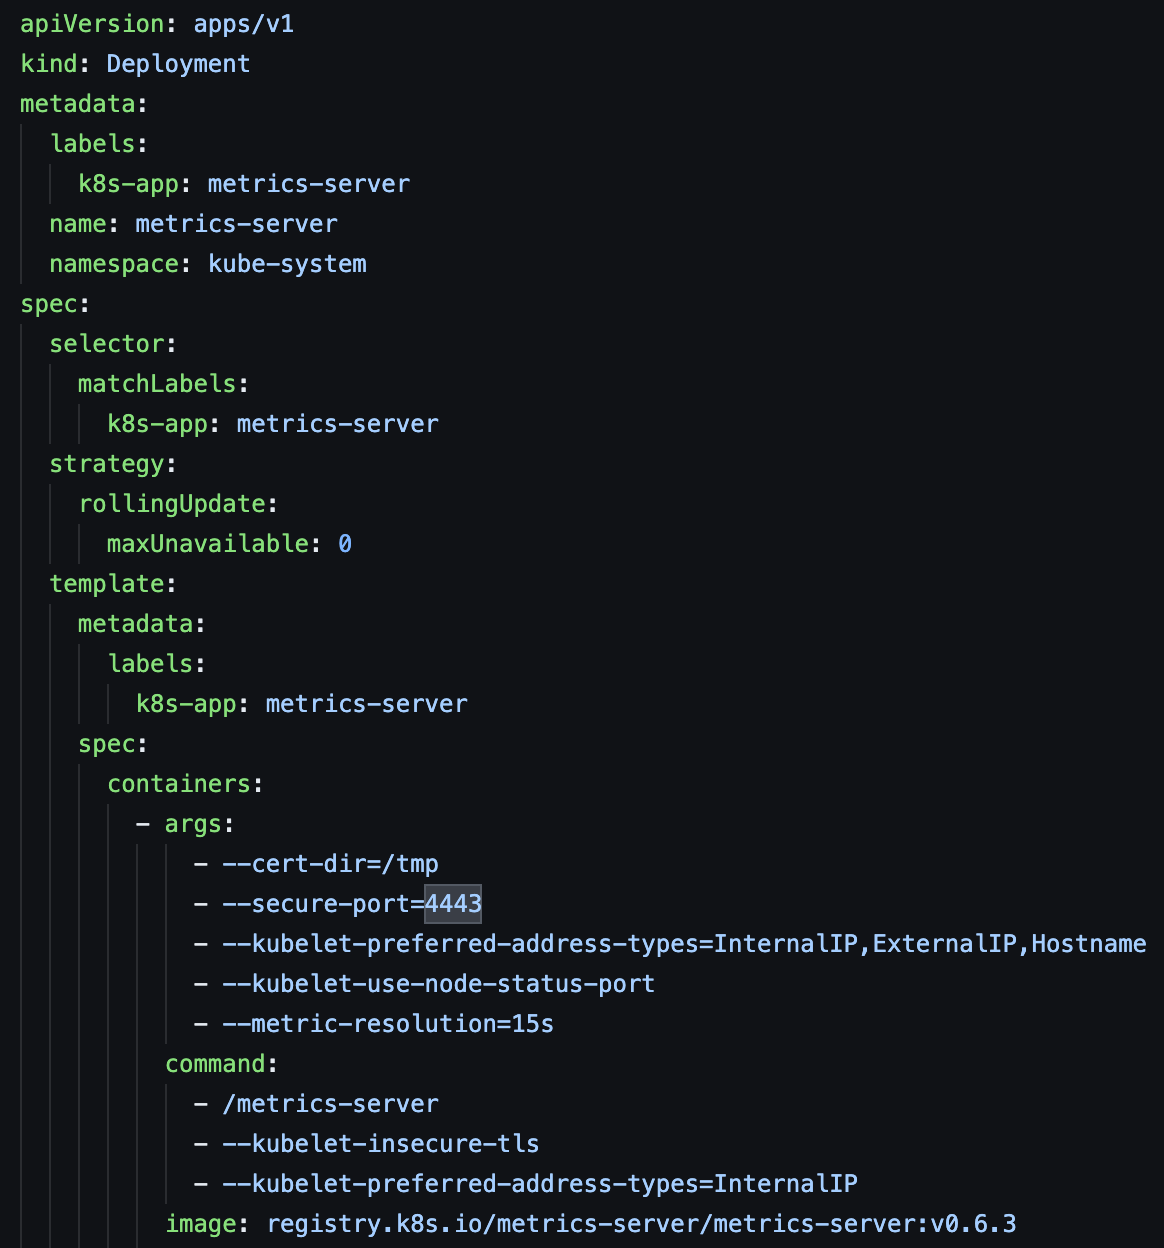 apiVersion: apps/v1
kind: Deployment
metadata:
  labels:
    k8s-app: metrics-server
  name: metrics-server
  namespace: kube-system
spec:
  selector:
    matchLabels:
      k8s-app: metrics-server
  strategy:
    rollingUpdate:
      maxUnavailable: 0
  template:
    metadata:
      labels:
        k8s-app: metrics-server
    spec:
      containers:
        - args:
            - --cert-dir=/tmp
            - --secure-port=4443
            - --kubelet-preferred-address-types=InternalIP,ExternalIP,Hostname
            - --kubelet-use-node-status-port
            - --metric-resolution=15s
          command:
            - /metrics-server
            - --kubelet-insecure-tls
            - --kubelet-preferred-address-types=InternalIP
          image: registry.k8s.io/metrics-server/metrics-server:v0.6.3